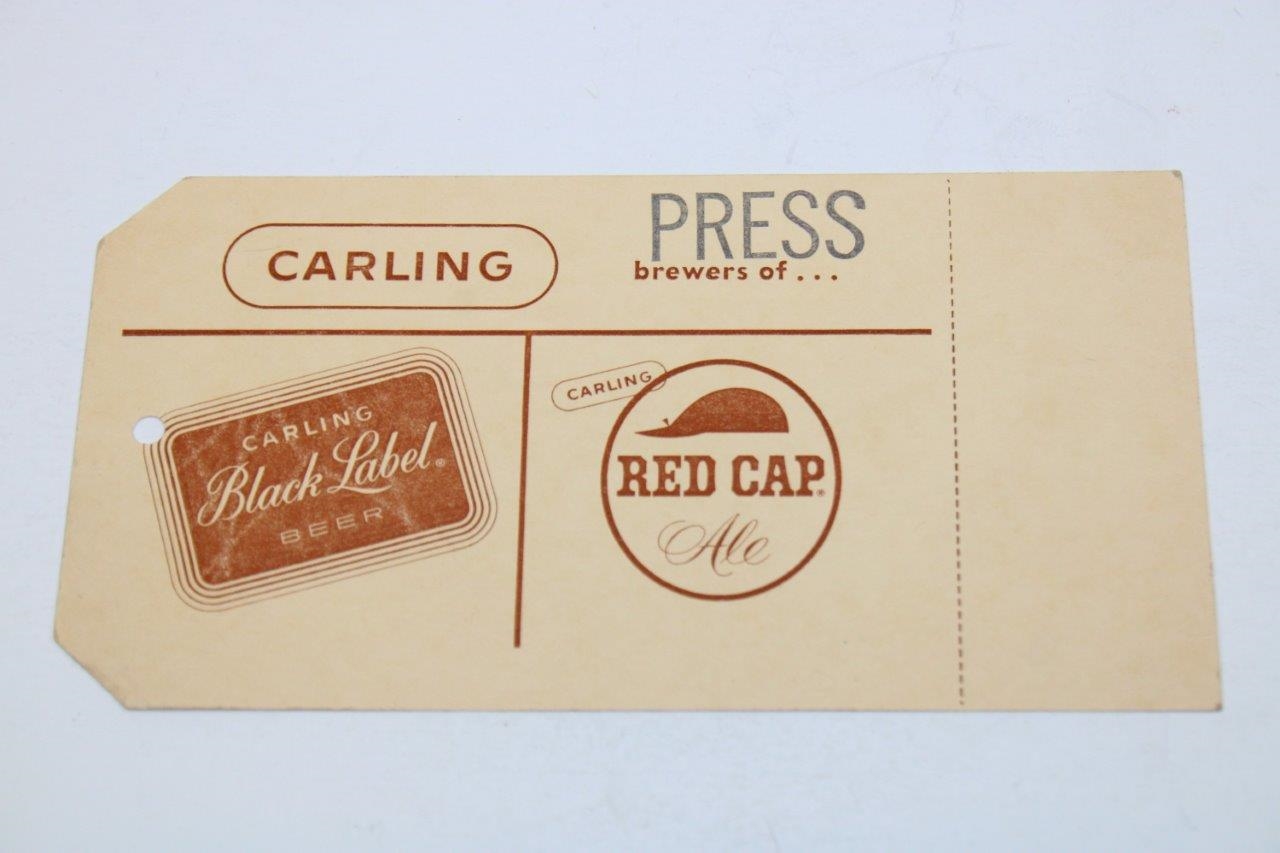 CARLING
PRESS
brewers of...
CARLING
Black Label®
BEER
CARLING
RED CAP®
Ale